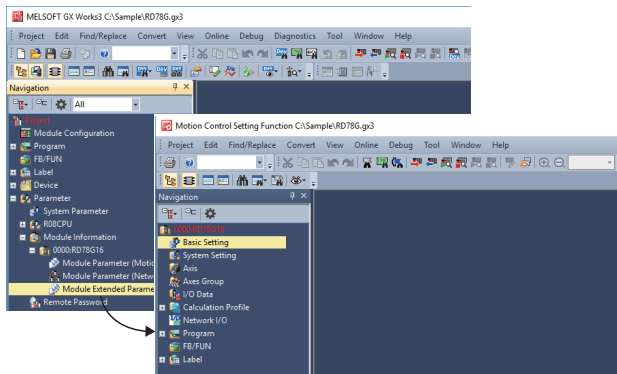 MELSOFT GX Works3 C:\Sample\RD78G.gx3
Project Edit Find/Replace Convert View Online Debug Diagnostics Tool Window Help
Navigation
All
Project
Module Configuration
Program
FB/FUN
Label
Device
Parameter
System Parameter
R08CPU
Module Information
0000:RD78G16
Module Parameter (Motic
Module Parameter (Netw
Module Extended Parame
Remote Password
Motion Control Setting Function C:\Sample\RD78G.gx3
Project Edit Find/Replace Convert View Online Debug Tool Window Help
Navigation
0000:RD78G16
Basic Setting
System Setting
Axis
Axes Group
I/O Data
Calculation Profile
Network I/O
Program
FB/FUN
Label